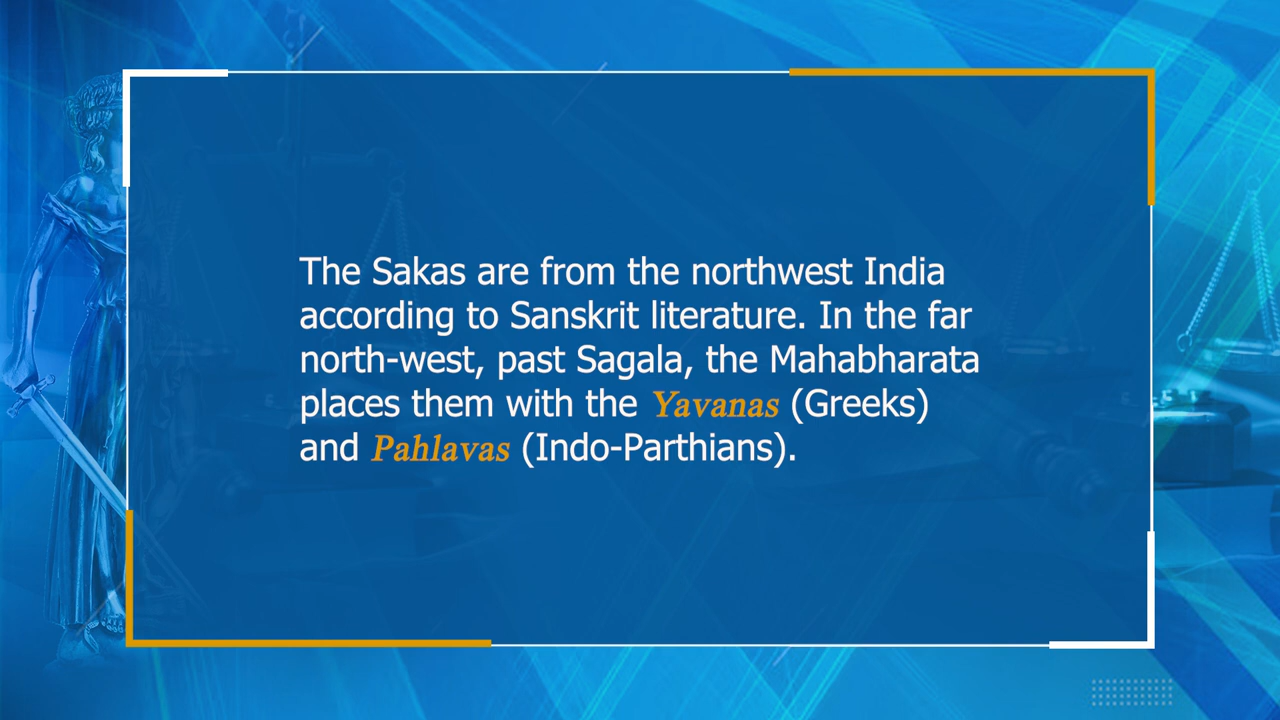 The Sakas are from the northwest India
according to Sanskrit literature. In the far
north-west, past Sagala, the Mahabharata
places them with the Yavanas (Greeks)
and Pahlavas (Indo-Parthians).